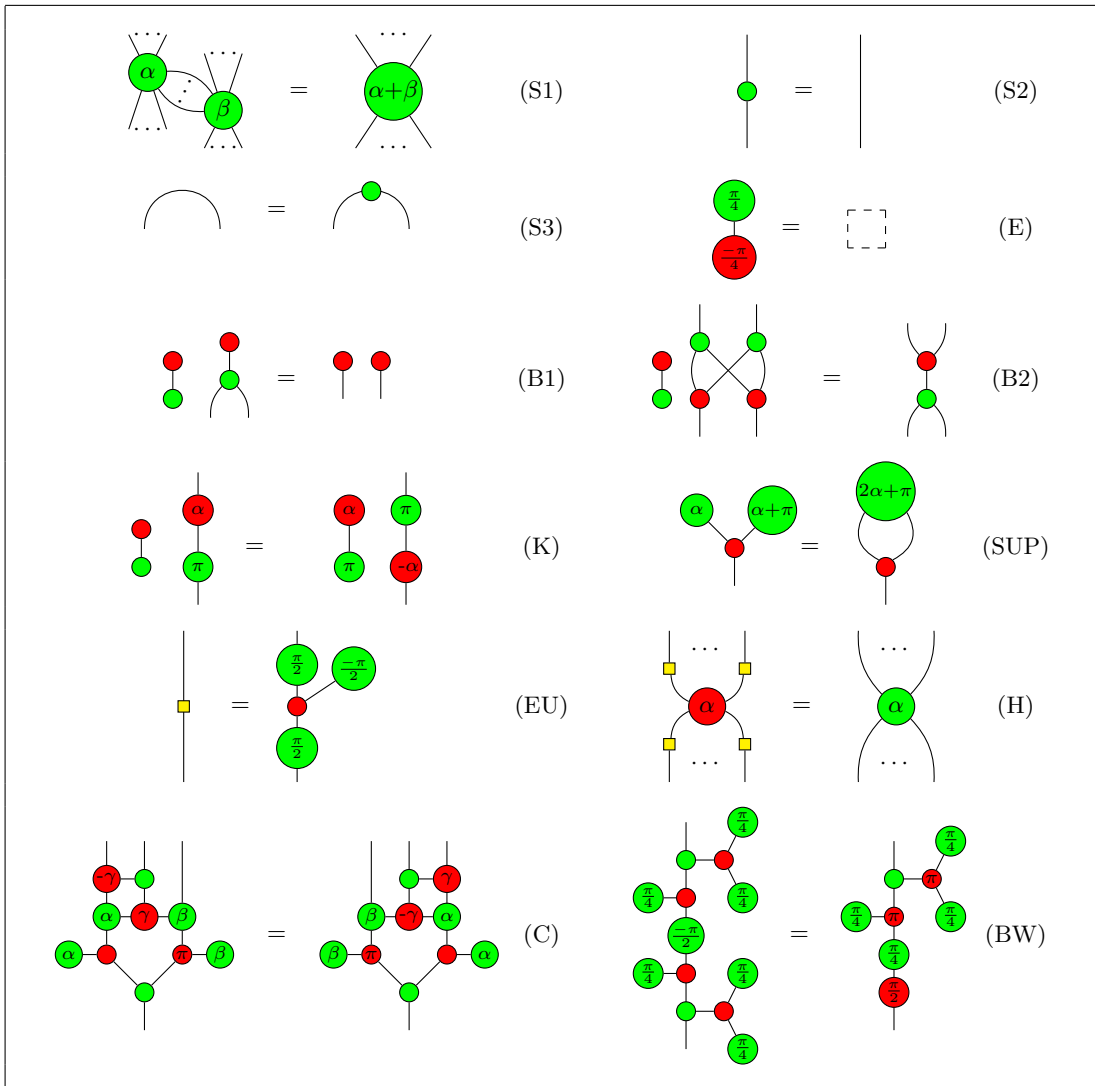 α ··· β ··· = α+β ··· (S1)
= (S2)
= (S3)
π/4 -π/4 = (E)
= (B1)
= (B2)
α π = α π π -α (K)
α α+π = 2α+π (SUP)
= π/2 -π/2 π/2 (EU)
··· α ··· = ··· α ··· (H)
-γ α γ β α π β = γ β -γ α β π α (C)
π/4 π/4 π/4 -π/2 π/4 π/4 π/4 = π/4 π π/4 π π/4 π/4 π/2 (BW)